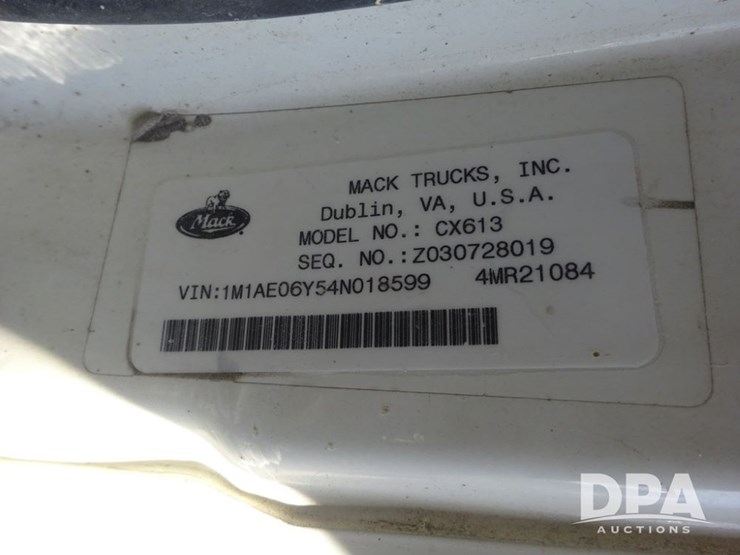 MACK TRUCKS, INC.
Dublin, VA, U.S.A.
Mack
MODEL NO.: CX613
SEQ. NO.:Z030728019
VIN:1M1AE06Y54N018599 4MR21084
DPA
AUCTIONS